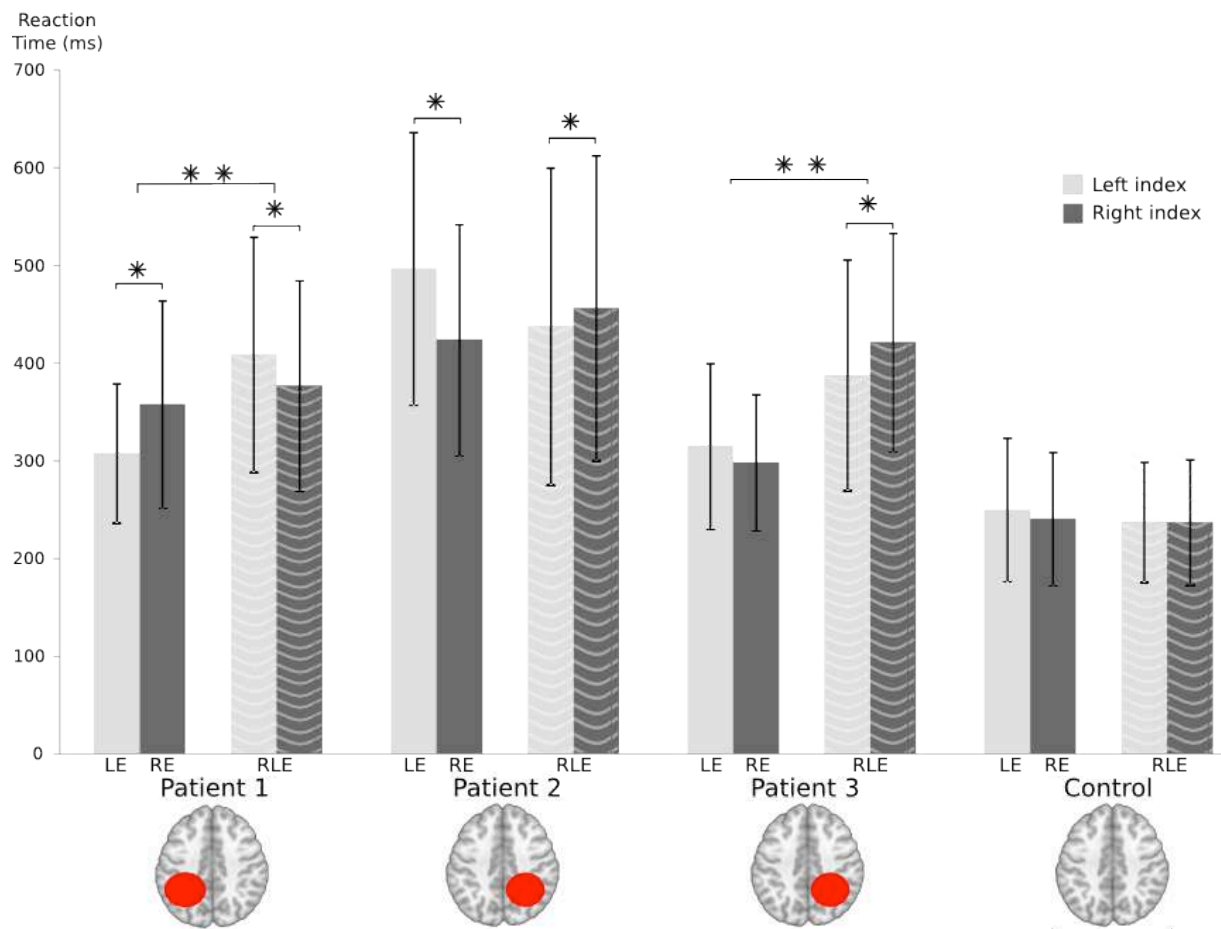 Reaction
Time (ms)
700
600
500
400
300
200
100
0
* *
*
*
*
*
* *
*
Left index
Right index
LE RE RLE LE RE RLE LE RE RLE LE RE RLE
Patient 1 Patient 2 Patient 3 Control